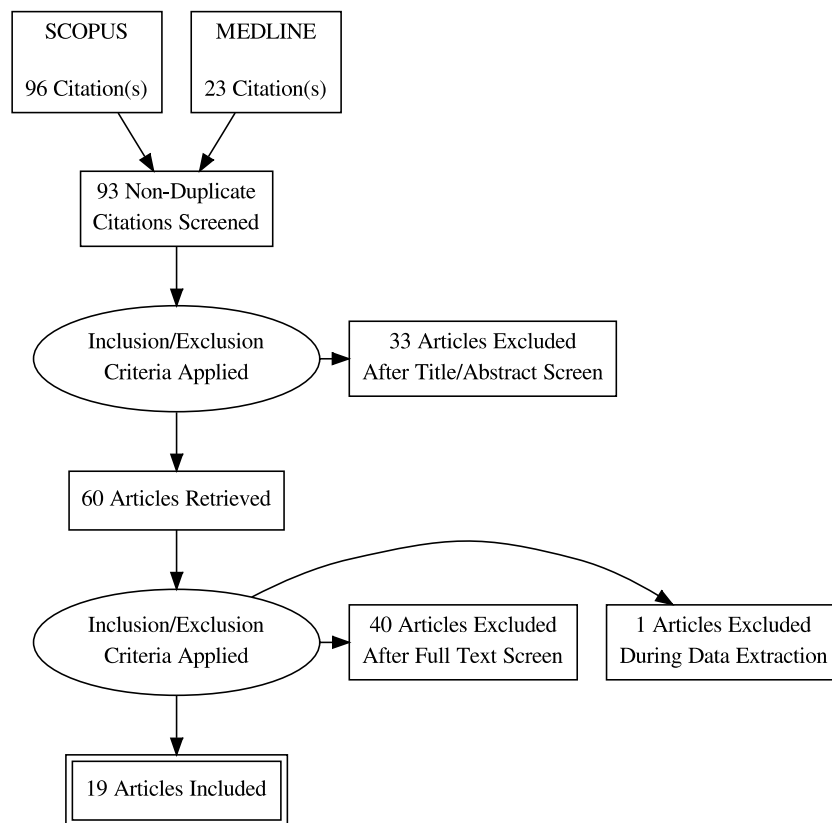 SCOPUS
96 Citation(s)
MEDLINE
23 Citation(s)
93 Non-Duplicate
Citations Screened
Inclusion/Exclusion
Criteria Applied
33 Articles Excluded
After Title/Abstract Screen
60 Articles Retrieved
Inclusion/Exclusion
Criteria Applied
40 Articles Excluded
After Full Text Screen
1 Articles Excluded
During Data Extraction
19 Articles Included